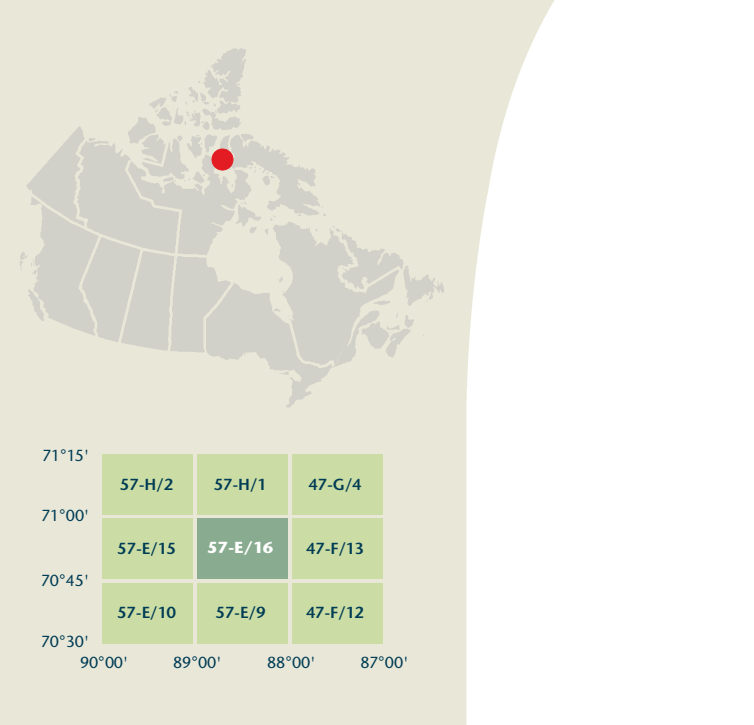 71°15'
57-H/2 57-H/1 47-G/4
71°00'
57-E/15 57-E/16 47-F/13
70°45'
57-E/10 57-E/9 47-F/12
70°30'
90°00' 89°00' 88°00' 87°00'